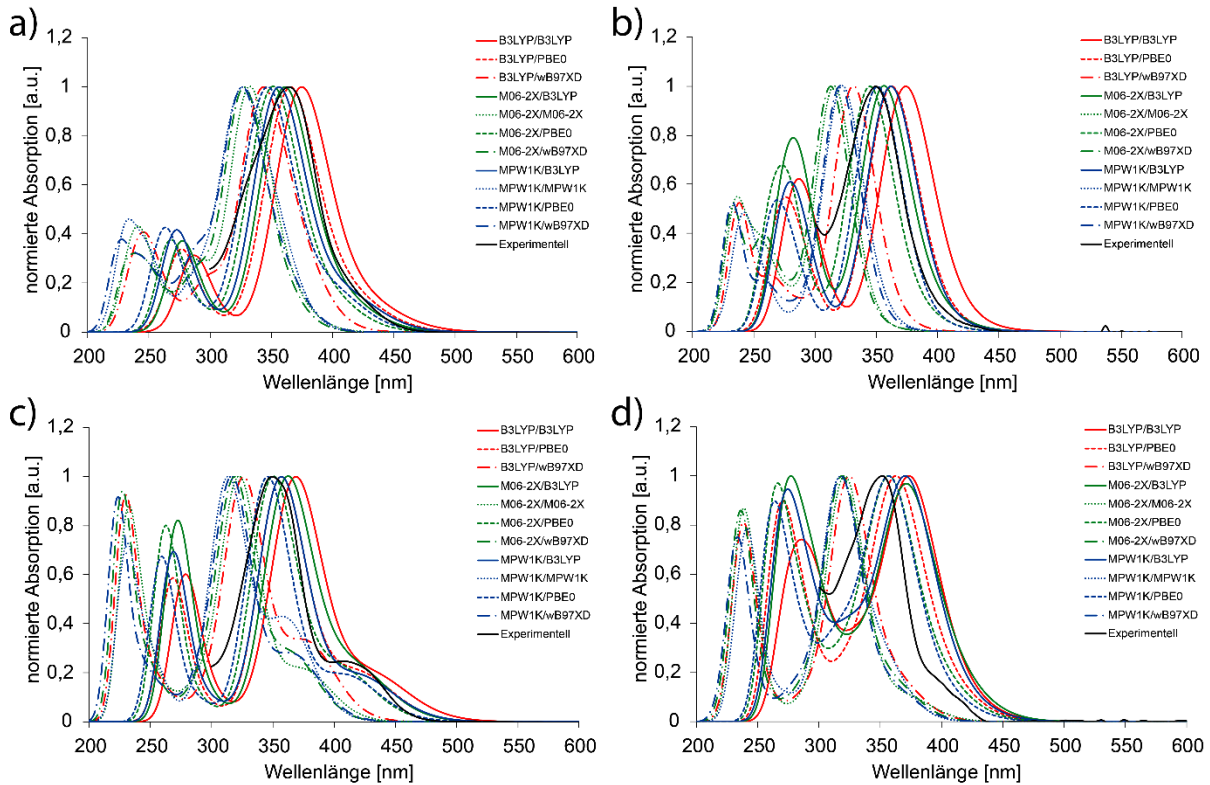 a)
normierte Absorption [a.u.]
1,2
1
0,8
0,6
0,4
0,2
0
200 250 300 350 400 450 500 550 600
Wellenlänge [nm]
B3LYP/B3LYP
B3LYP/PBE0
B3LYP/wB97XD
M06-2X/B3LYP
M06-2X/M06-2X
M06-2X/PBE0
M06-2X/wB97XD
MPW1K/B3LYP
MPW1K/MPW1K
MPW1K/PBE0
MPW1K/wB97XD
Experimentell
b)
normierte Absorption [a.u.]
1,2
1
0,8
0,6
0,4
0,2
0
200 250 300 350 400 450 500 550 600
Wellenlänge [nm]
B3LYP/B3LYP
B3LYP/PBE0
B3LYP/wB97XD
M06-2X/B3LYP
M06-2X/M06-2X
M06-2X/PBE0
M06-2X/wB97XD
MPW1K/B3LYP
MPW1K/MPW1K
MPW1K/PBE0
MPW1K/wB97XD
Experimentell
c)
normierte Absorption [a.u.]
1,2
1
0,8
0,6
0,4
0,2
0
200 250 300 350 400 450 500 550 600
Wellenlänge [nm]
B3LYP/B3LYP
B3LYP/PBE0
B3LYP/wB97XD
M06-2X/B3LYP
M06-2X/M06-2X
M06-2X/PBE0
M06-2X/wB97XD
MPW1K/B3LYP
MPW1K/MPW1K
MPW1K/PBE0
MPW1K/wB97XD
Experimentell
d)
normierte Absorption [a.u.]
1,2
1
0,8
0,6
0,4
0,2
0
200 250 300 350 400 450 500 550 600
Wellenlänge [nm]
B3LYP/B3LYP
B3LYP/PBE0
B3LYP/wB97XD
M06-2X/B3LYP
M06-2X/M06-2X
M06-2X/PBE0
M06-2X/wB97XD
MPW1K/B3LYP
MPW1K/MPW1K
MPW1K/PBE0
MPW1K/wB97XD
Experimentell